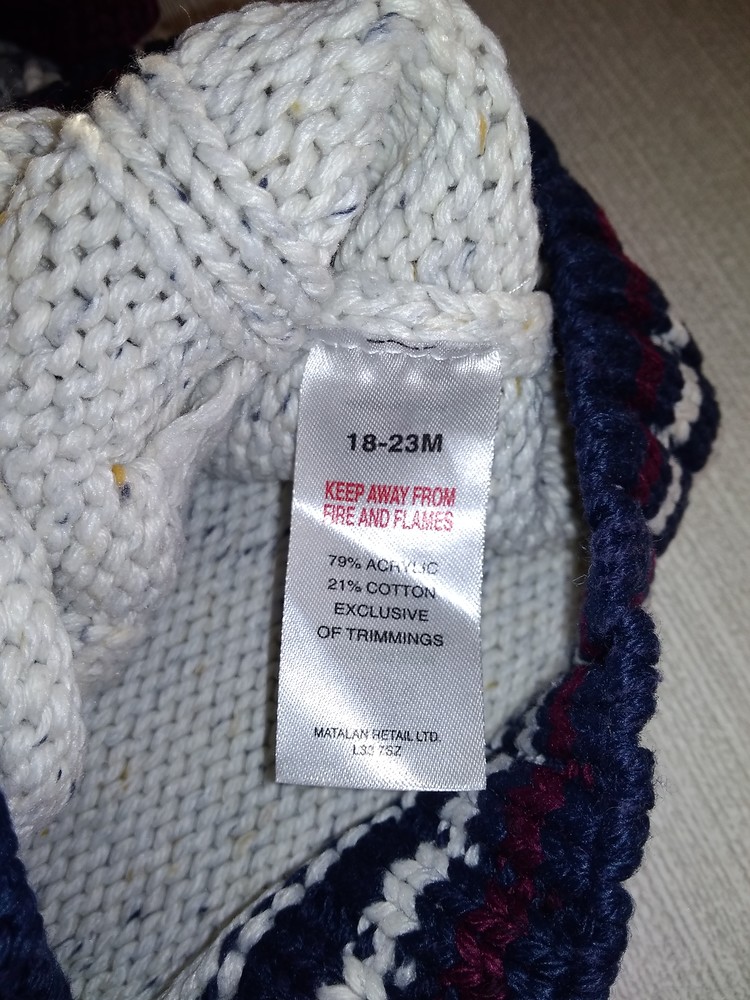 18-23M
KEEP AWAY FROM
FIRE AND FLAMES
79% ACRYLIC
21% COTTON
EXCLUSIVE
OF TRIMMINGS
MATALAN RETAIL LTD.
L33 7SZ